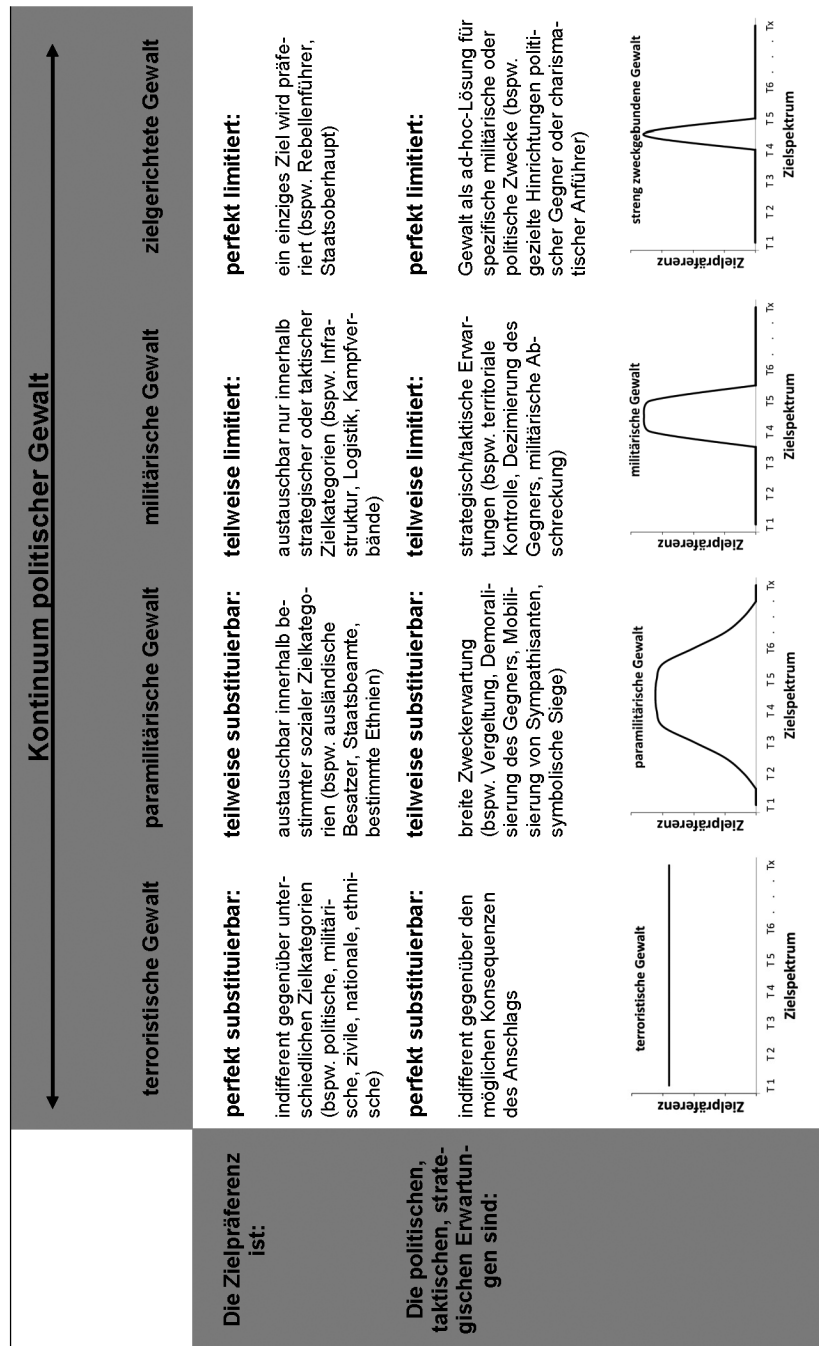 Kontinuum politischer Gewalt
terroristische Gewalt
paramilitärische Gewalt
militärische Gewalt
zielgerichtete Gewalt
Die Zielpräferenz
ist:
perfekt substituierbar:
indifferent gegenüber unter-
schiedlichen Zielkategorien
(bspw. politische, militäri-
sche, zivile, nationale, ethni-
sche)
teilweise substituierbar:
austauschbar innerhalb be-
stimmter sozialer Zielkatego-
rien (bspw. ausländische
Besatzer, Staatsbeamte,
bestimmte Ethnien)
teilweise limitiert:
austauschbar nur innerhalb
strategischer oder taktischer
Zielkategorien (bspw. Infra-
struktur, Logistik, Kampfver-
bände)
perfekt limitiert:
ein einziges Ziel wird präfe-
riert (bspw. Rebellenführer,
Staatsoberhaupt)
Die politischen,
taktischen, strate-
gischen Erwartun-
gen sind:
perfekt substituierbar:
indifferent gegenüber den
möglichen Konsequenzen
des Anschlags
teilweise substituierbar:
breite Zweckerwartung
(bspw. Vergeltung, Demorali-
sierung des Gegners, Mobili-
sierung von Sympathisanten,
symbolische Siege)
teilweise limitiert:
strategisch/taktische Erwar-
tungen (bspw. territoriale
Kontrolle, Dezimierung des
Gegners, militärische Ab-
schreckung)
perfekt limitiert:
Gewalt als ad-hoc-Lösung für
spezifische militärische oder
politische Zwecke (bspw.
gezielte Hinrichtungen politi-
scher Gegner oder charisma-
tischer Anführer)
terroristische Gewalt
Zielpräferenz
T1 T2 T3 T4 T5 T6 . . . Tx
Zielspektrum
paramilitärische Gewalt
Zielpräferenz
T1 T2 T3 T4 T5 T6 . . . Tx
Zielspektrum
militärische Gewalt
Zielpräferenz
T1 T2 T3 T4 T5 T6 . . . Tx
Zielspektrum
streng zweckgebundene Gewalt
Zielpräferenz
T1 T2 T3 T4 T5 T6 . . . Tx
Zielspektrum